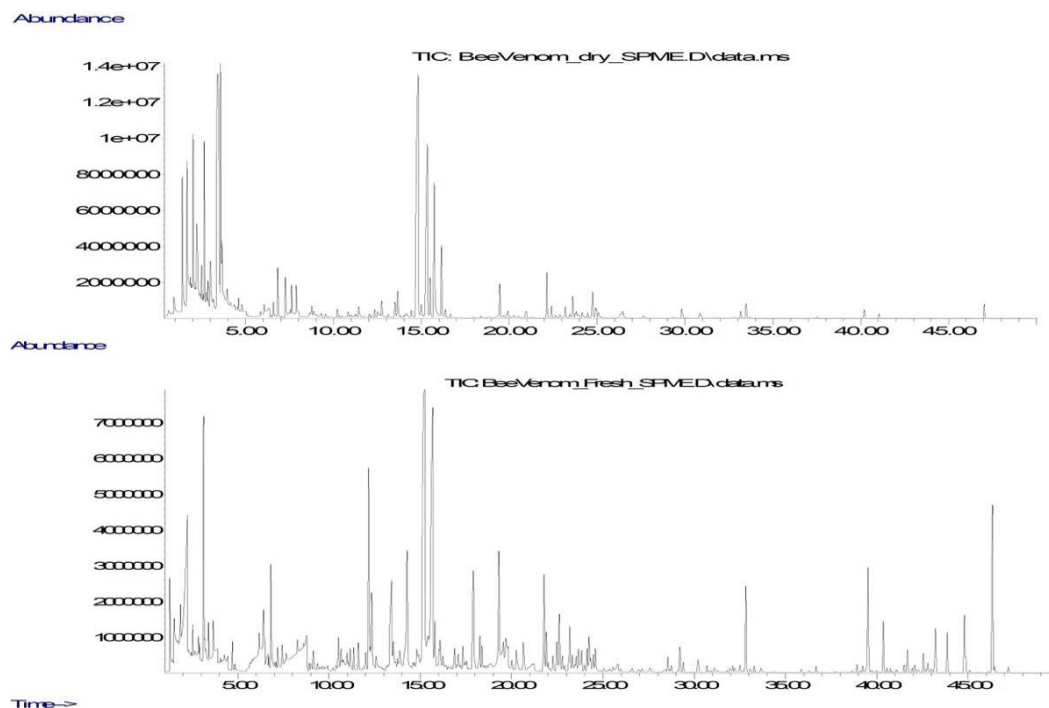 Abundance
TIC: BeeVenom_dry_SPME.D\data.ms
1.4e+07
1.2e+07
1e+07
8000000
6000000
4000000
2000000
5.00 10.00 15.00 20.00 25.00 30.00 35.00 40.00 45.00
Abundance
TIC: BeeVenom_Fresh_SPME.D\data.ms
7000000
6000000
5000000
4000000
3000000
2000000
1000000
5.00 10.00 15.00 20.00 25.00 30.00 35.00 40.00 45.00
Time-->